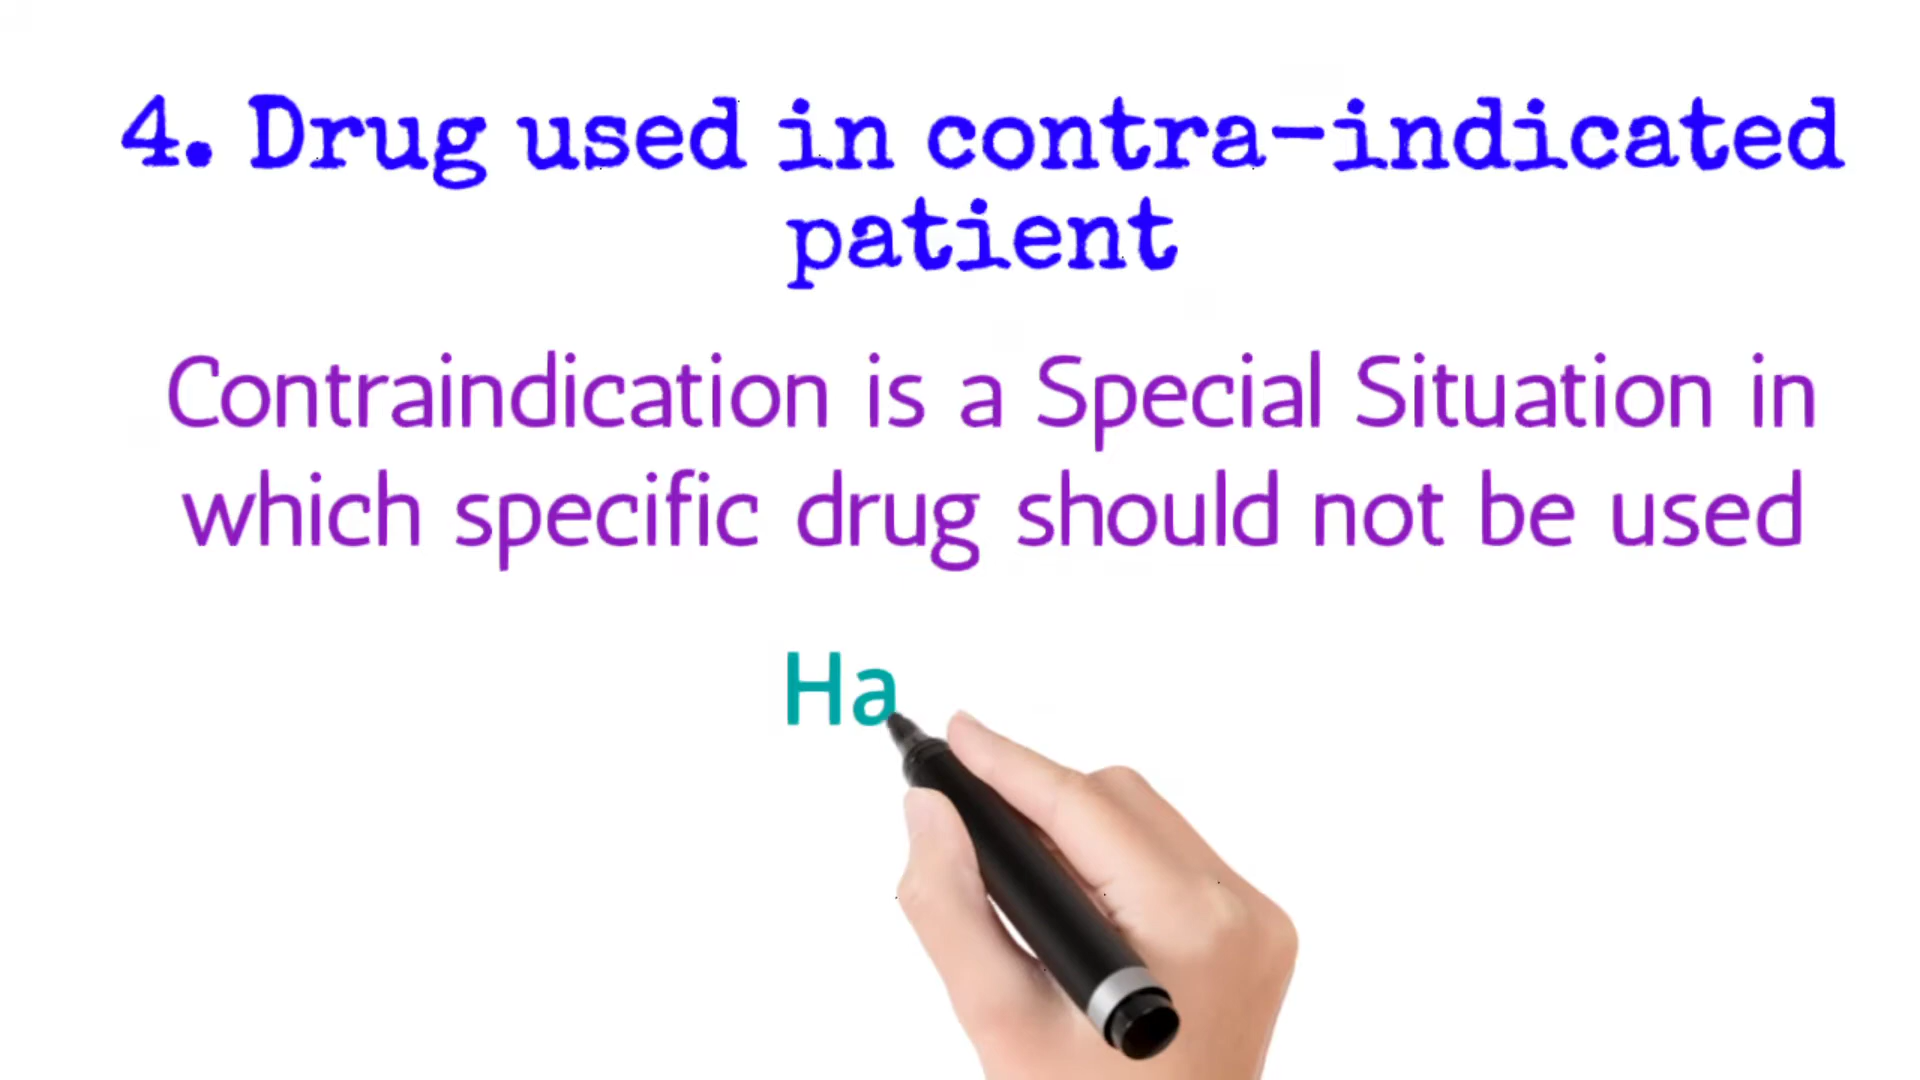 4. Drug used in contra-indicated
patient
Contraindication is a Special Situation in
which specific drug should not be used
Ha